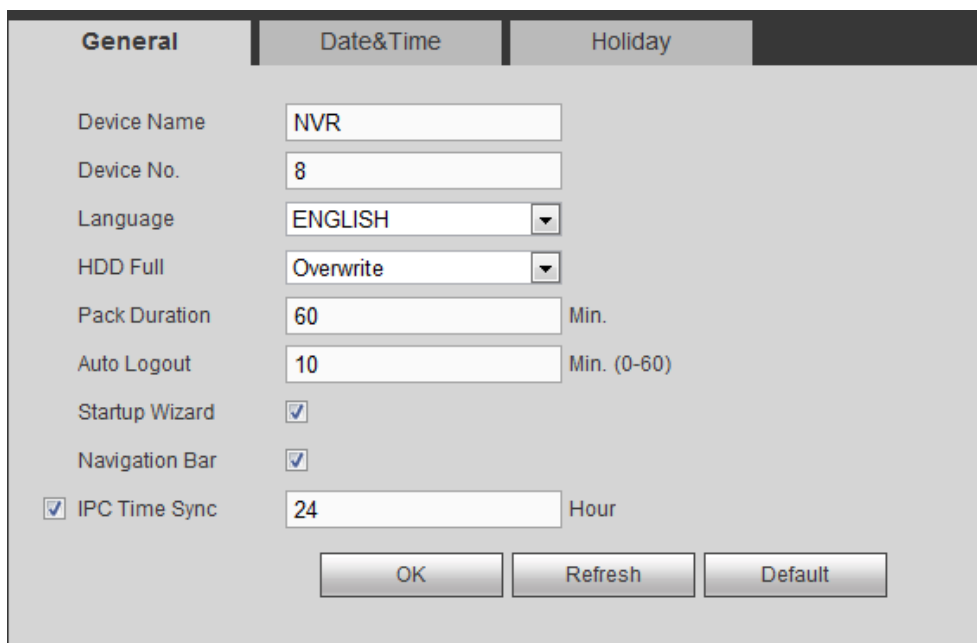 General Date&Time Holiday
Device Name NVR
Device No. 8
Language ENGLISH
HDD Full Overwrite
Pack Duration 60 Min.
Auto Logout 10 Min. (0-60)
Startup Wizard
Navigation Bar
IPC Time Sync 24 Hour
OK Refresh Default